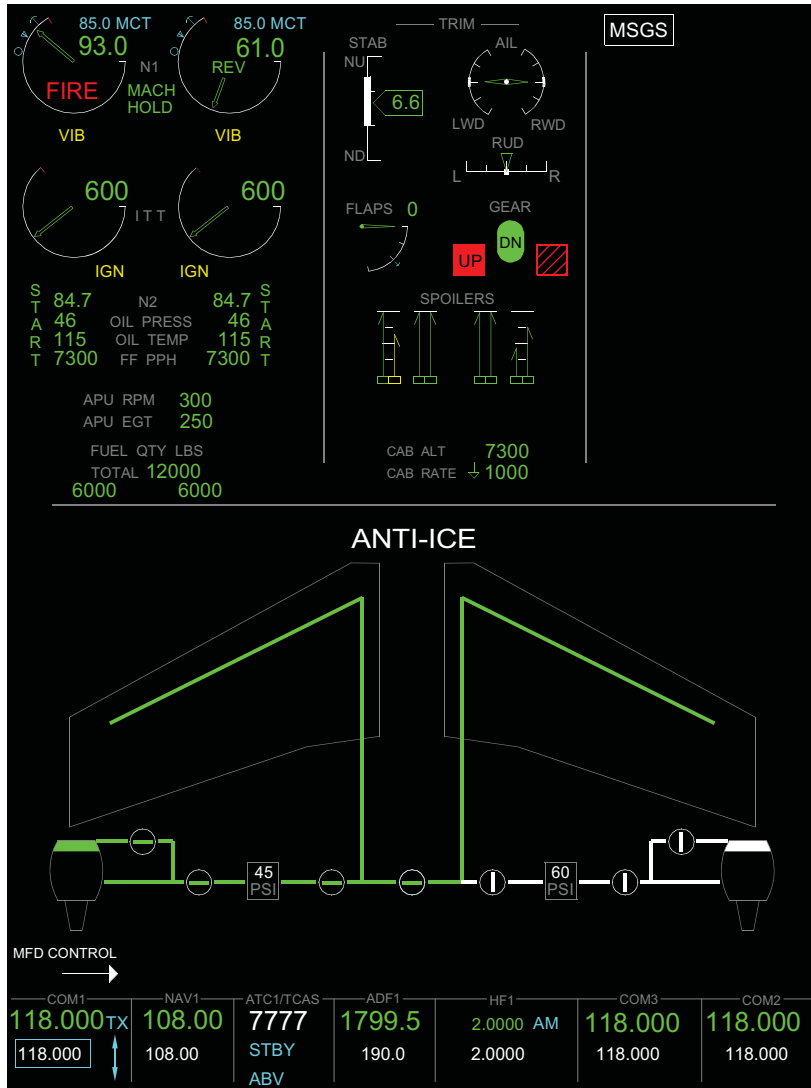 85.0 MCT 85.0 MCT
93.0 61.0
N1 REV
FIRE MACH
HOLD
VIB VIB
600 600
ITT
IGN IGN
START START
84.7 N2 84.7
46 OIL PRESS 46
115 OIL TEMP 115
7300 FF PPH 7300
APU RPM 300
APU EGT 250
FUEL QTY LBS
TOTAL 12000
6000 6000
TRIM
STAB AIL
NU
6.6
LWD RWD
ND RUD
L R
FLAPS 0 GEAR
DN
UP
SPOILERS
CAB ALT 7300
CAB RATE 1000
MSGS
ANTI-ICE
45 60
PSI PSI
MFD CONTROL
COM1 NAV1 ATC1/TCAS ADF1 HF1 COM3 COM2
118.000 TX 108.00 7777 1799.5 2.0000 AM 118.000 118.000
118.000 108.00 STBY 190.0 2.0000 118.000 118.000
ABV